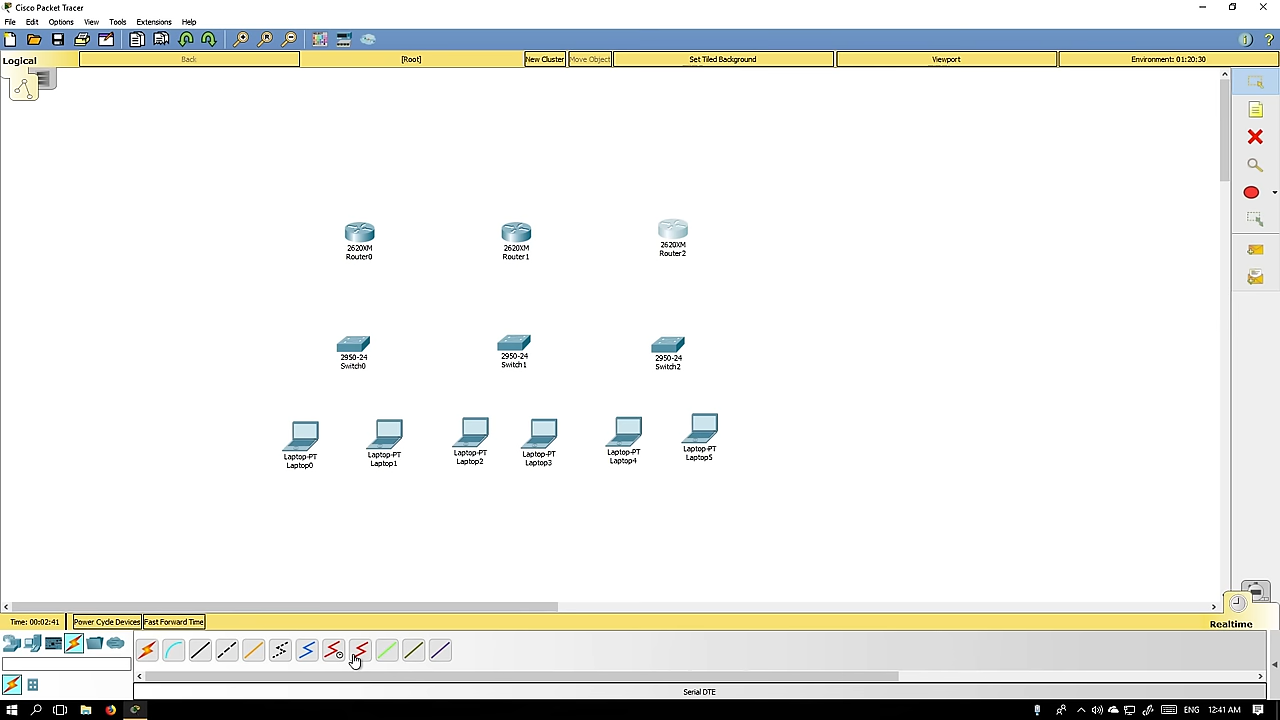 Cisco Packet Tracer
File Edit Options View Tools Extensions Help
Logical Back [Root] New Cluster Move Object Set Tiled Background Viewport Environment: 01:20:30
2620XM 2620XM 2620XM
Router0 Router1 Router2
2950-24 2950-24 2950-24
Switch0 Switch1 Switch2
Laptop-PT Laptop-PT Laptop-PT Laptop-PT Laptop-PT Laptop-PT
Laptop0 Laptop1 Laptop2 Laptop3 Laptop4 Laptop5
Time: 00:02:41 Power Cycle Devices Fast Forward Time Realtime
Serial DTE
ENG 12:41 AM